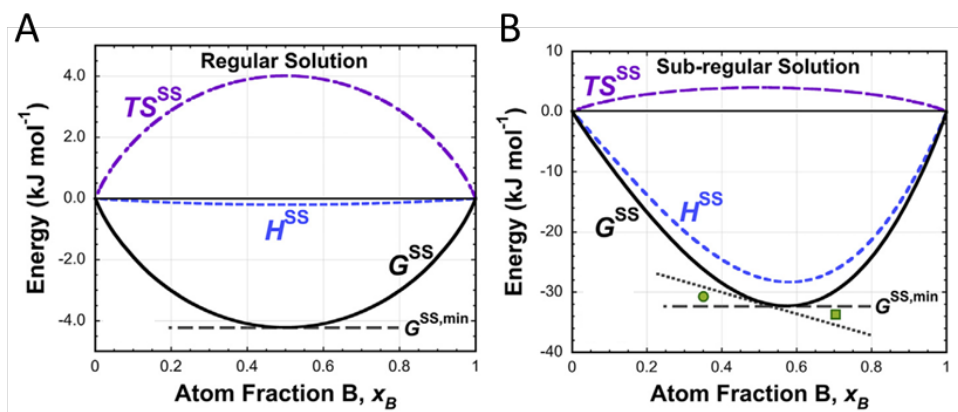 A
Regular Solution
TS^SS
H^SS
G^SS
G^SS,min
4.0
2.0
0.0
-2.0
-4.0
0
0.2
0.4
0.6
0.8
1
Energy (kJ mol^-1)
Atom Fraction B, x_B
B
Sub-regular Solution
TS^SS
H^SS
G^SS
G^SS,min
10
0.0
-10
-20
-30
-40
0
0.2
0.4
0.6
0.8
1
Energy (kJ mol^-1)
Atom Fraction B, x_B